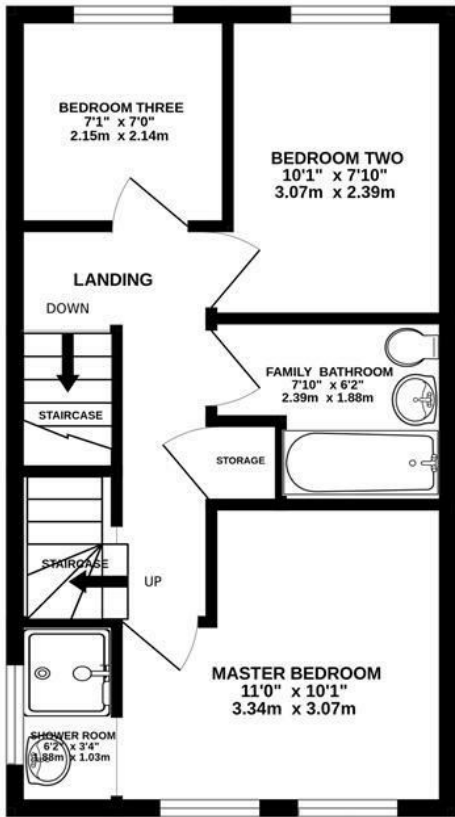 BEDROOM THREE
7'1" x 7'0"
2.15m x 2.14m
BEDROOM TWO
10'1" x 7'10"
3.07m x 2.39m
LANDING
DOWN
STAIRCASE
FAMILY BATHROOM
7'10" x 6'2"
2.39m x 1.88m
STORAGE
STAIRCASE
UP
MASTER BEDROOM
11'0" x 10'1"
3.34m x 3.07m
SHOWER ROOM
6'2" x 3'4"
1.88m x 1.03m